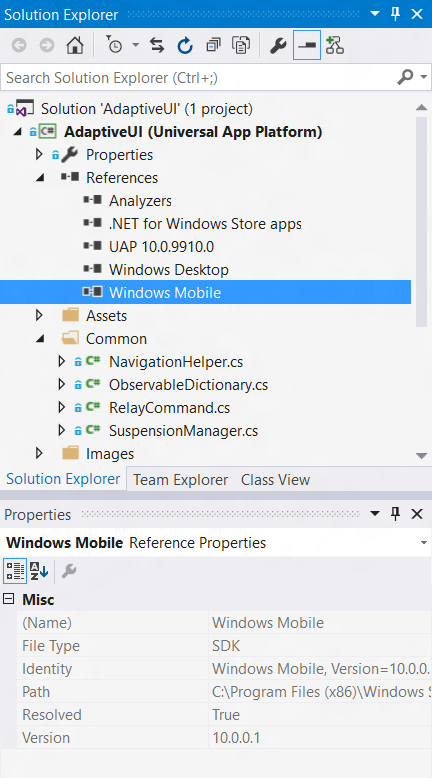 Solution Explorer
Search Solution Explorer (Ctrl+;)
Solution 'AdaptiveUI' (1 project)
C# AdaptiveUI (Universal App Platform)
Properties
References
Analyzers
.NET for Windows Store apps
UAP 10.0.9910.0
Windows Desktop
Windows Mobile
Assets
Common
C# NavigationHelper.cs
C# ObservableDictionary.cs
C# RelayCommand.cs
C# SuspensionManager.cs
Images
Solution Explorer Team Explorer Class View
Properties
Windows Mobile Reference Properties
Misc
(Name) Windows Mobile
File Type SDK
Identity Windows Mobile, Version=10.0.0.
Path C:\Program Files (x86)\Windows S
Resolved True
Version 10.0.0.1